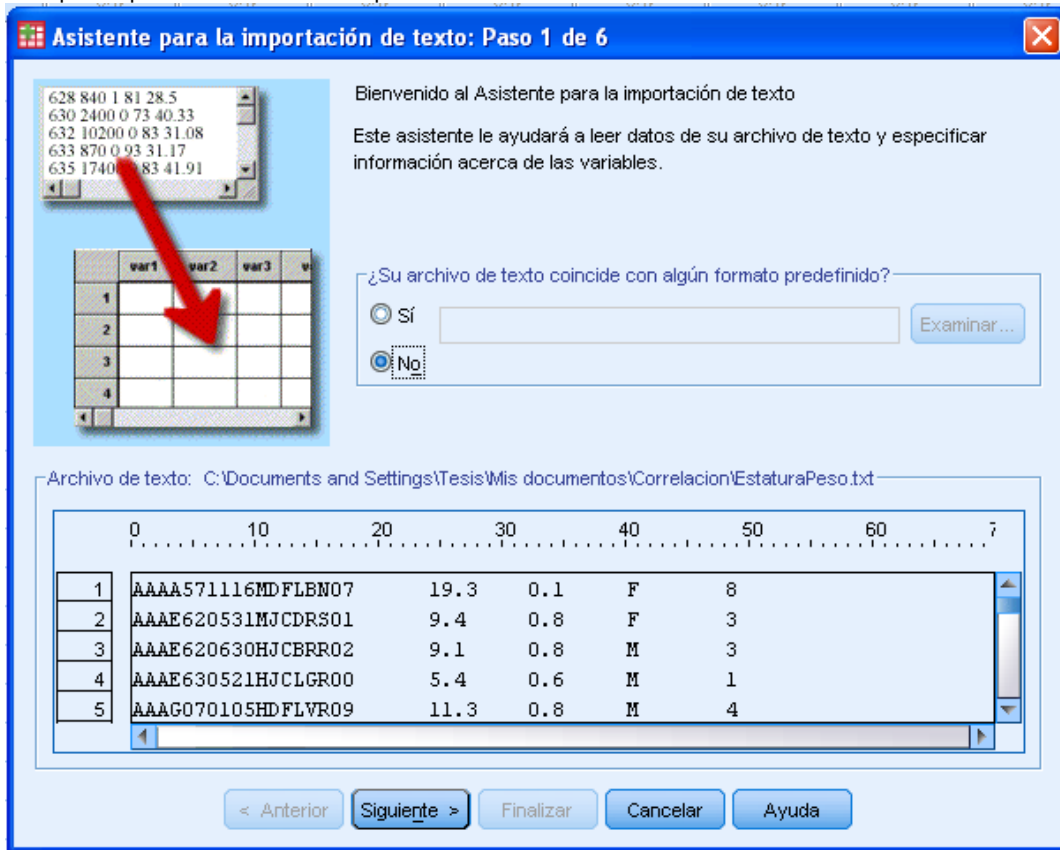 Asistente para la importación de texto: Paso 1 de 6
628 840 1 81 28.5
630 2400 0 73 40.33
632 10200 0 83 31.08
633 870 0 93 31.17
635 1740 83 41.91
var1 var2 var3
1
2
3
4
Bienvenido al Asistente para la importación de texto
Este asistente le ayudará a leer datos de su archivo de texto y especificar
información acerca de las variables.
¿Su archivo de texto coincide con algún formato predefinido?
Sí
Examinar...
No
Archivo de texto: C:\Documents and Settings\Tesis\Mis documentos\Correlacion\EstaturaPeso.txt
0 10 20 30 40 50 60 7
1 AAAA571116MDFLBN07 19.3 0.1 F 8
2 AAAE620531MJCDRS01 9.4 0.8 F 3
3 AAAE620630HJCBRR02 9.1 0.8 M 3
4 AAAE630521HJCLGR00 5.4 0.6 M 1
5 AAAG070105HDFLVR09 11.3 0.8 M 4
< Anterior Siguiente > Finalizar Cancelar Ayuda